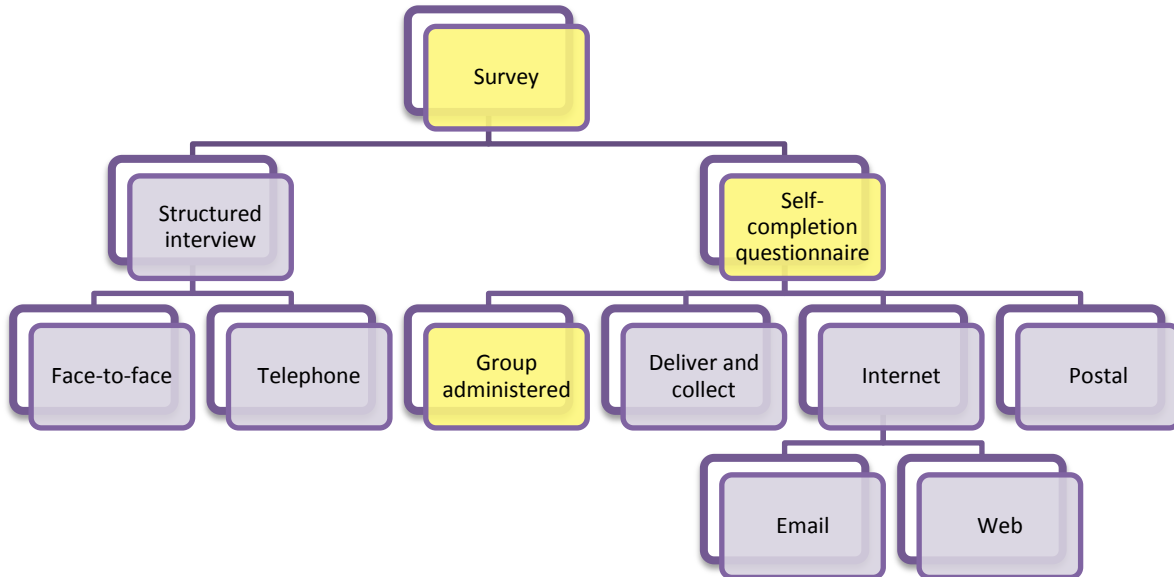 Survey
Structured
interview
Self-
completion
questionnaire
Face-to-face
Telephone
Group
administered
Deliver and
collect
Internet
Postal
Email
Web